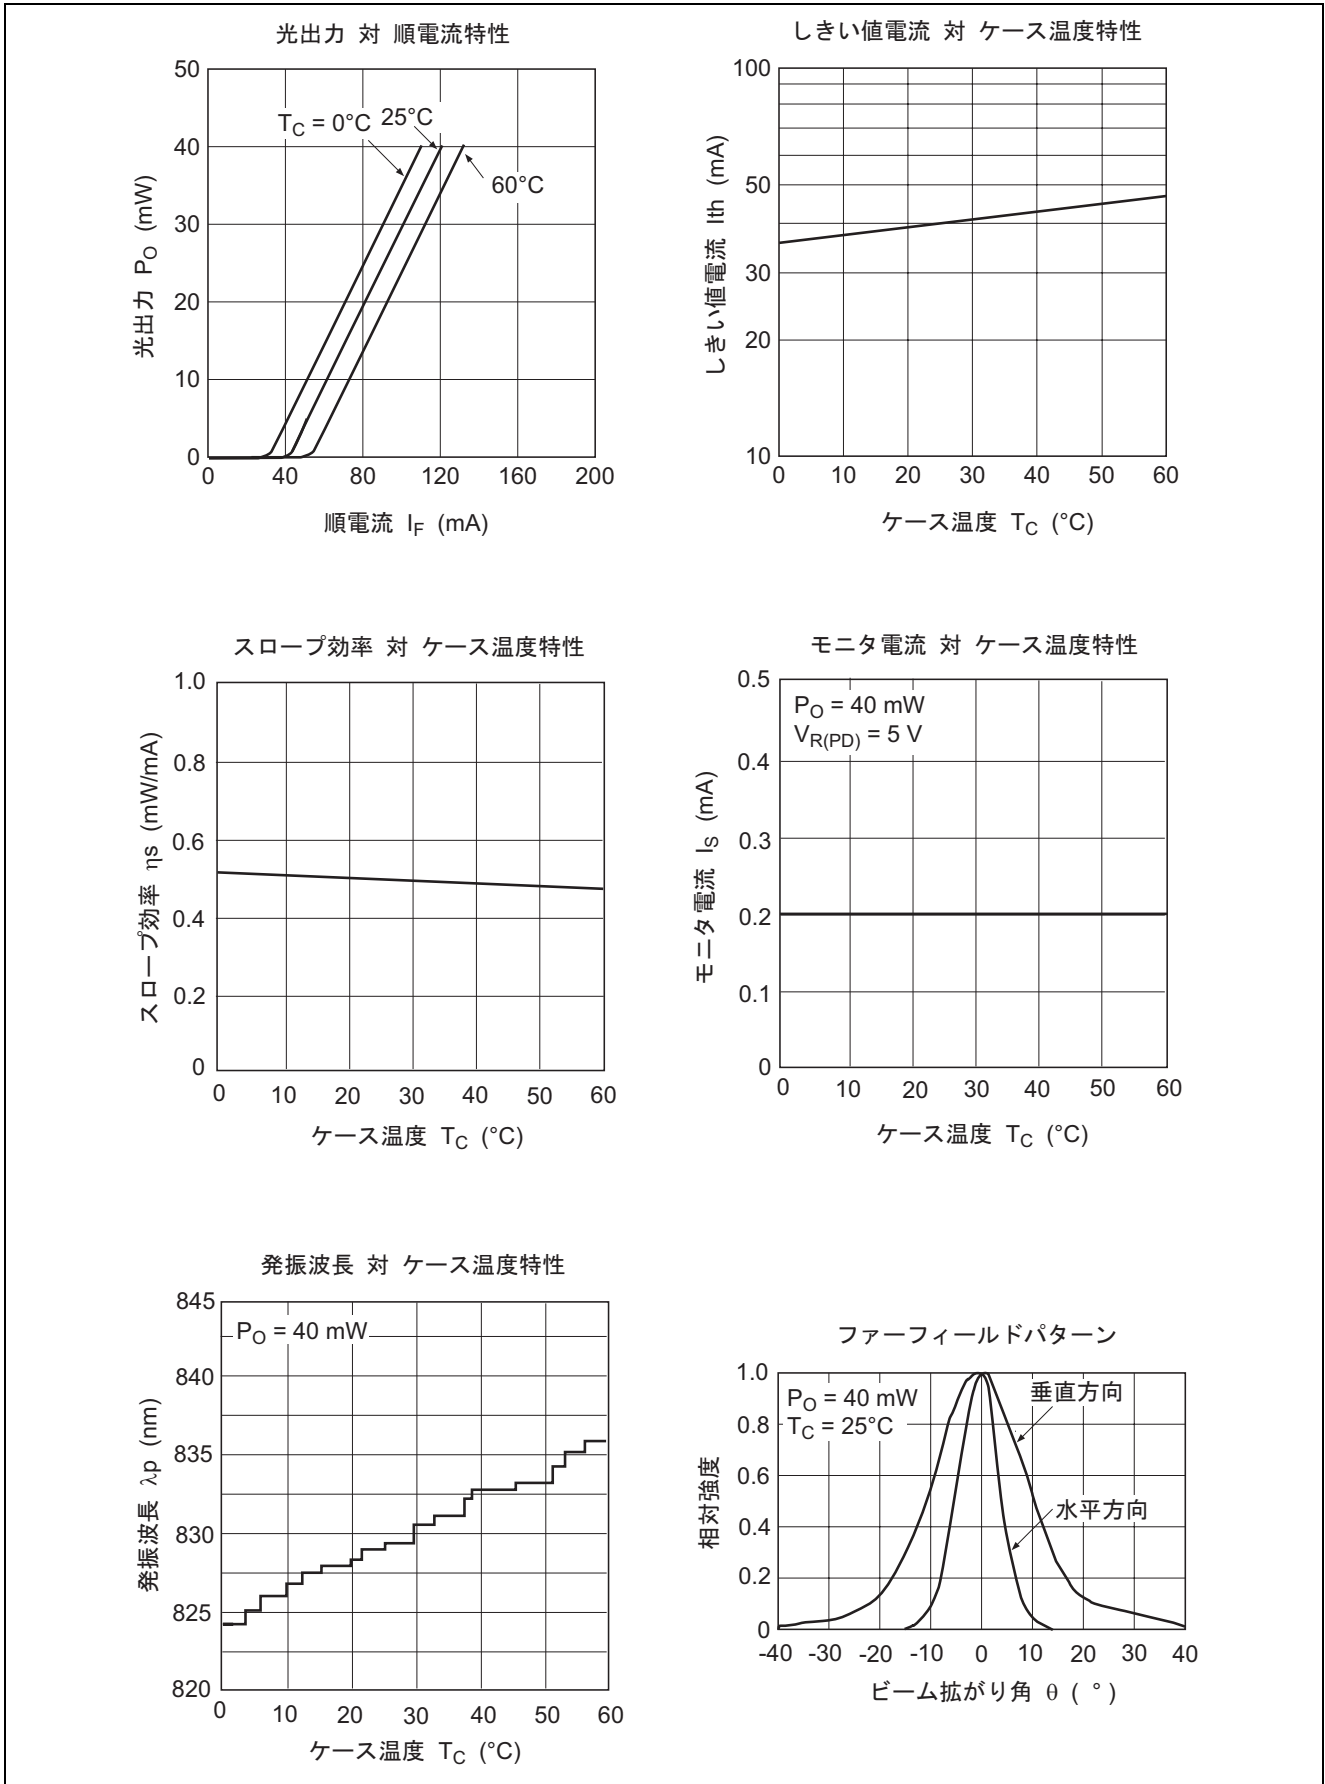 光出力 対 順電流特性
50
40
30
20
10
0
T_C = 0°C
25°C
60°C
光出力 P_O (mW)
0 40 80 120 160 200
順電流 I_F (mA)
しきい値電流 対 ケース温度特性
100
50
30
20
10
しきい値電流 Ith (mA)
0 10 20 30 40 50 60
ケース温度 T_C (°C)
スロープ効率 対 ケース温度特性
1.0
0.8
0.6
0.4
0.2
0
スロープ効率 ηs (mW/mA)
0 10 20 30 40 50 60
ケース温度 T_C (°C)
モニタ電流 対 ケース温度特性
0.5
0.4
0.3
0.2
0.1
0
P_O = 40 mW
V_R(PD) = 5 V
モニタ電流 I_S (mA)
0 10 20 30 40 50 60
ケース温度 T_C (°C)
発振波長 対 ケース温度特性
845
840
835
830
825
820
P_O = 40 mW
発振波長 λp (nm)
0 10 20 30 40 50 60
ケース温度 T_C (°C)
ファーフィールドパターン
1.0
0.8
0.6
0.4
0.2
0
P_O = 40 mW
T_C = 25°C
垂直方向
水平方向
相対強度
-40 -30 -20 -10 0 10 20 30 40
ビーム拡がり角 θ ( ° )